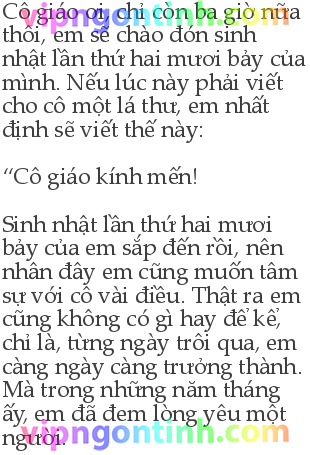 Cô giáo ơi, chỉ còn ba giờ nữa
thôi, em sẽ chào đón sinh
nhật lần thứ hai mươi bảy của
mình. Nếu lúc này phải viết
cho cô một lá thư, em nhất
định sẽ viết thế này:
“Cô giáo kính mến!
Sinh nhật lần thứ hai mươi
bảy của em sắp đến rồi, nên
nhân đây em cũng muốn tâm
sự với cô vài điều. Thật ra em
cũng không có gì hay để kể,
chỉ là, từng ngày trôi qua, em
càng ngày càng trưởng thành.
Mà trong những năm tháng
ấy, em đã đem lòng yêu một
người.
vipngontinh.com
vipngontinh.com